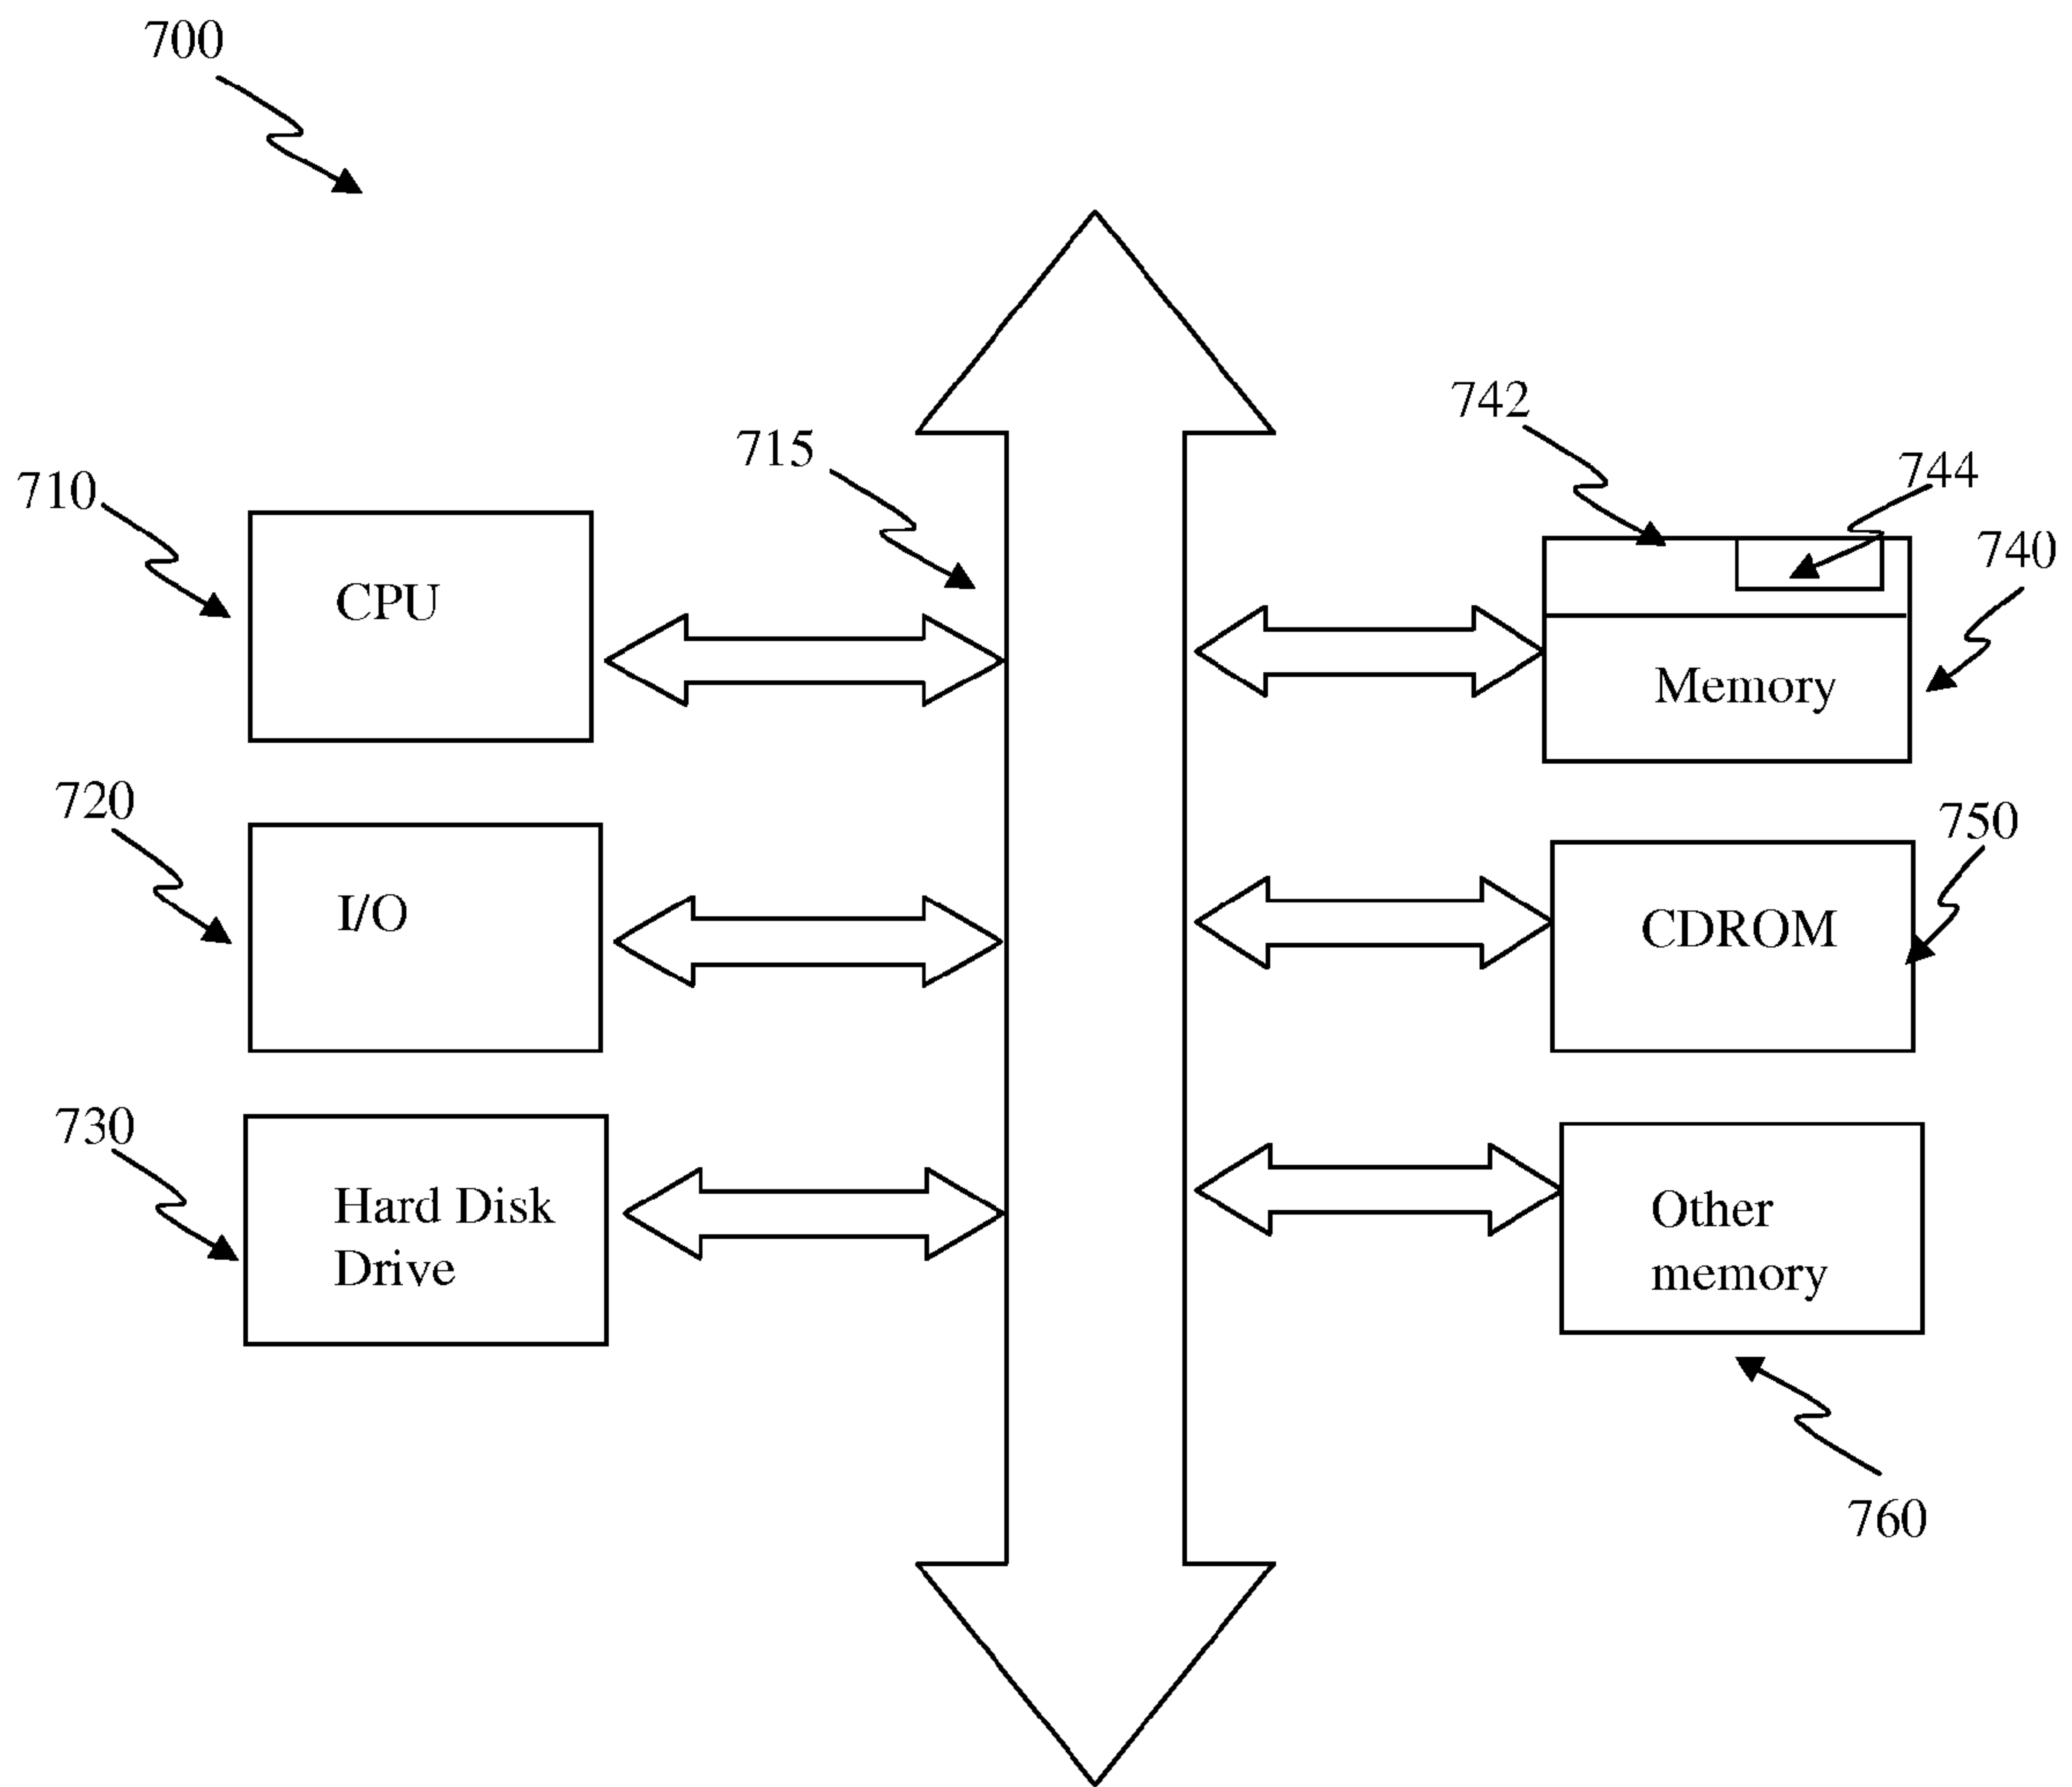 700
742
715
744
710
740
CPU
Memory
720
750
I/O
CDROM
730
Hard Disk
Drive
Other
memory
760